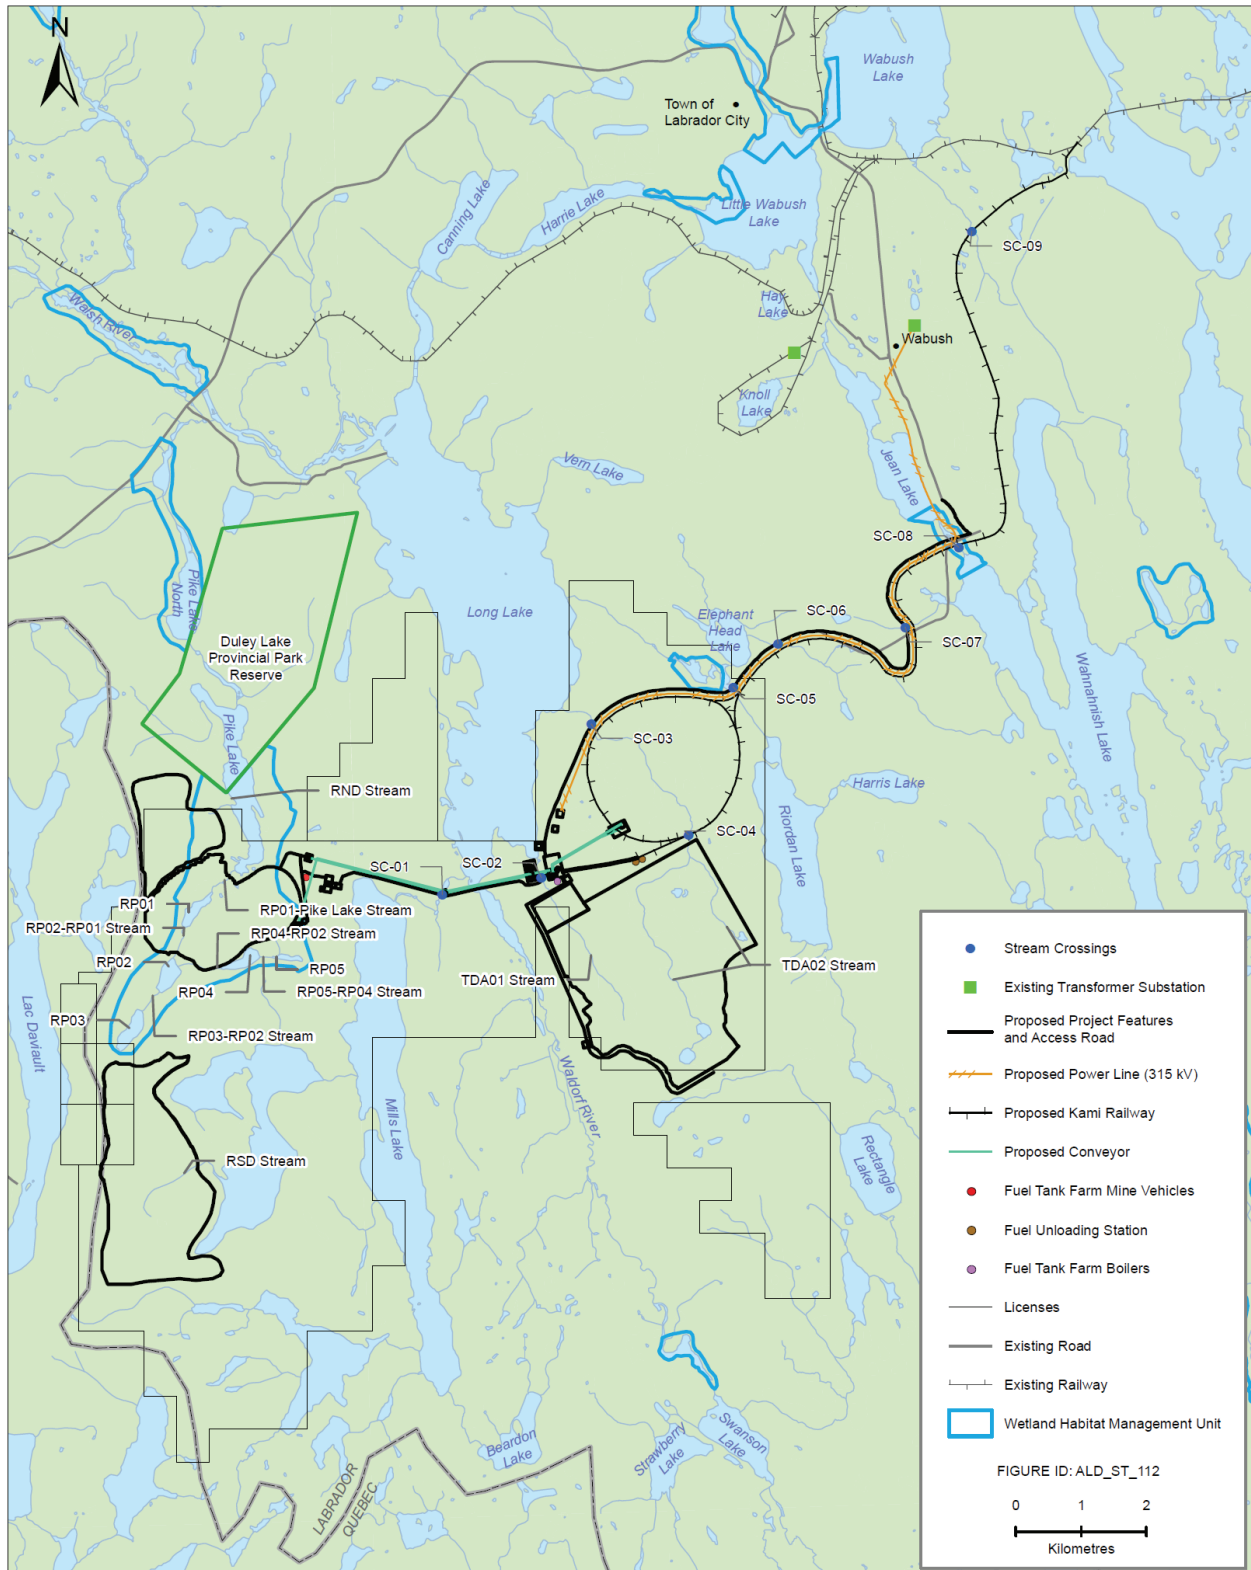 N
Wabush
Lake
Town of
Labrador City
Canning Lake
Harrie Lake
Little Wabush
Lake
SC-09
Walsh River
Hay
Lake
Wabush
Knoll
Lake
Jean Lake
Vern Lake
SC-08
Pike Lake
North
Long Lake
Elephant
Head
Lake
SC-06
SC-07
Duley Lake
Provincial Park
Reserve
SC-05
Wahnahnish Lake
Pike Lake
SC-03
RND Stream
Harris Lake
Riordan Lake
SC-04
SC-01
SC-02
RP01
RP01-Pike Lake Stream
RP02-RP01 Stream
RP04-RP02 Stream
RP02
RP05
TDA01 Stream
TDA02 Stream
RP04
RP05-RP04 Stream
RP03
RP03-RP02 Stream
Lac Daviault
Mills Lake
Waldorf River
RSD Stream
Rectangle
Lake
Beardon
Lake
Strawberry
Lake
Swanson
Lake
LABRADOR
QUEBEC
Stream Crossings
Existing Transformer Substation
Proposed Project Features
and Access Road
Proposed Power Line (315 kV)
Proposed Kami Railway
Proposed Conveyor
Fuel Tank Farm Mine Vehicles
Fuel Unloading Station
Fuel Tank Farm Boilers
Licenses
Existing Road
Existing Railway
Wetland Habitat Management Unit
FIGURE ID: ALD_ST_112
0 1 2
Kilometres